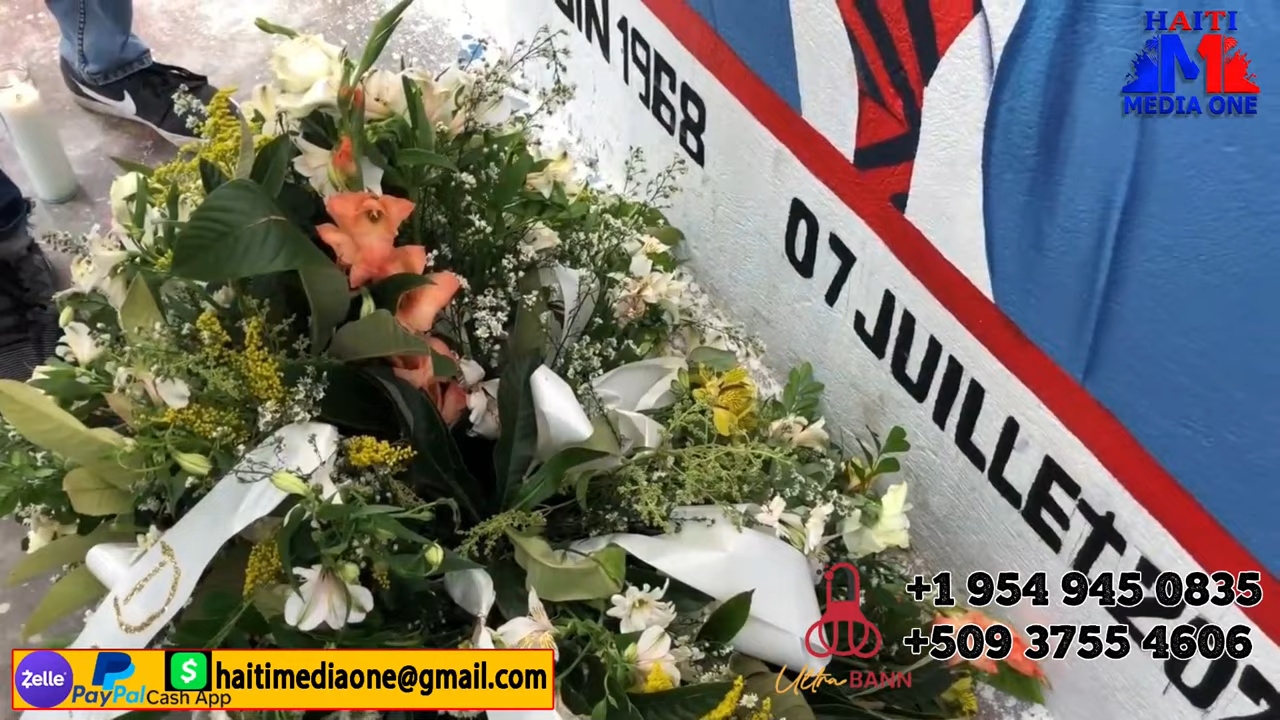 HAITI
MEDIA ONE
1968
07 JUILLET
+1 954 945 0835
+509 3755 4606
Ultra BANN
Zelle
PayPal
Cash App
haitimediaone@gmail.com